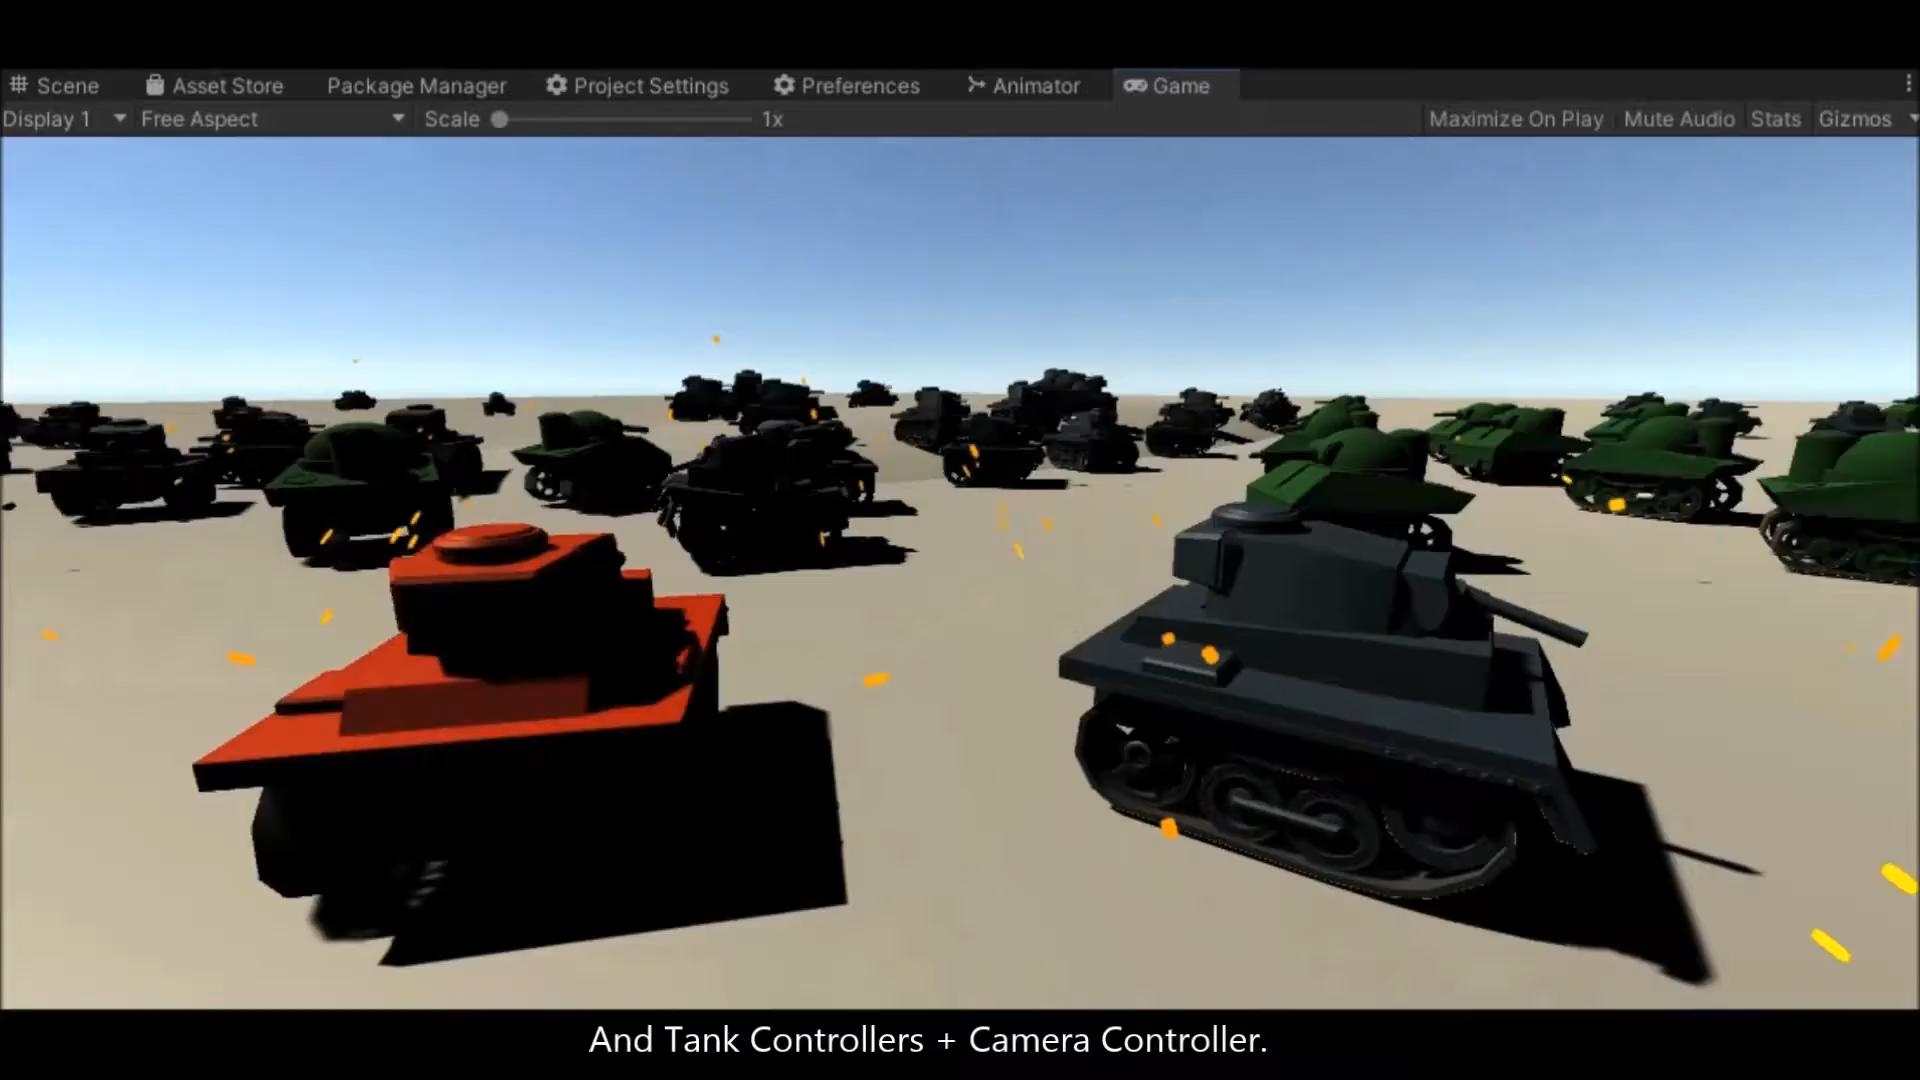 Scene Asset Store Package Manager Project Settings Preferences Animator Game
Display 1 Free Aspect Scale 1x Maximize On Play Mute Audio Stats Gizmos
And Tank Controllers + Camera Controller.